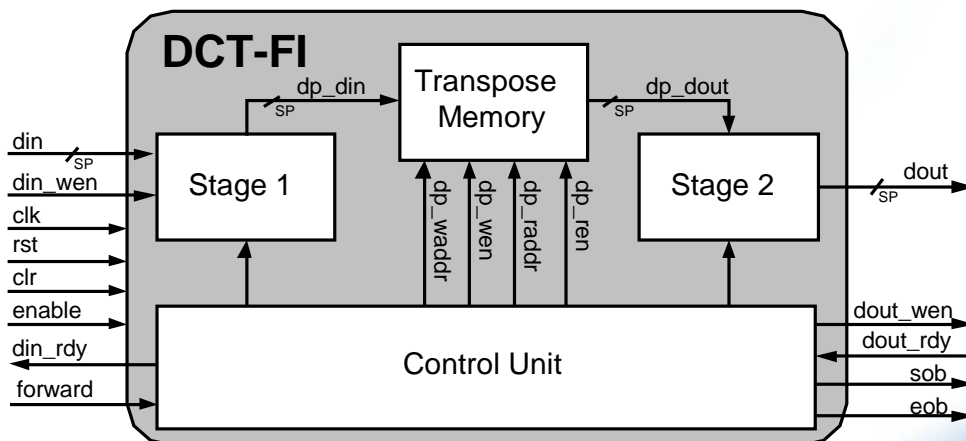 DCT-FI
dp_din
SP
Transpose
Memory
dp_dout
SP
din
SP
din_wen
clk
rst
clr
enable
din_rdy
forward
Stage 1
dp_waddr
dp_wen
dp_raddr
dp_ren
Stage 2
dout
SP
Control Unit
dout_wen
dout_rdy
sob
eob